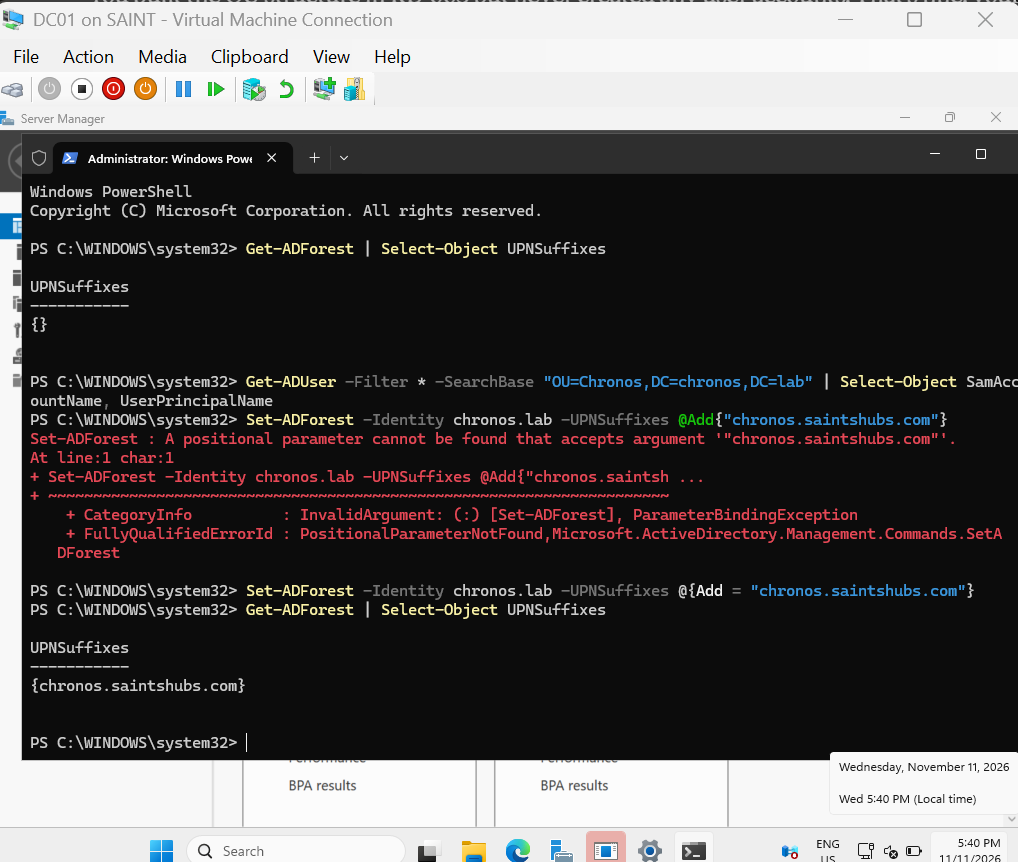 DC01 on SAINT - Virtual Machine Connection
File Action Media Clipboard View Help
Server Manager
Administrator: Windows Powe
Windows PowerShell
Copyright (C) Microsoft Corporation. All rights reserved.
PS C:\WINDOWS\system32> Get-ADForest | Select-Object UPNSuffixes
UPNSuffixes
-----------
{}
PS C:\WINDOWS\system32> Get-ADUser -Filter * -SearchBase "OU=Chronos,DC=chronos,DC=lab" | Select-Object SamAcc
ountName, UserPrincipalName
PS C:\WINDOWS\system32> Set-ADForest -Identity chronos.lab -UPNSuffixes @Add{"chronos.saintshubs.com"}
Set-ADForest : A positional parameter cannot be found that accepts argument '"chronos.saintshubs.com"'.
At line:1 char:1
+ Set-ADForest -Identity chronos.lab -UPNSuffixes @Add{"chronos.saintsh ...
+ ~~~~~~~~~~~~~~~~~~~~~~~~~~~~~~~~~~~~~~~~~~~~~~~~~~~~~~~~~~~~~~~~~~~~~
+ CategoryInfo : InvalidArgument: (:) [Set-ADForest], ParameterBindingException
+ FullyQualifiedErrorId : PositionalParameterNotFound,Microsoft.ActiveDirectory.Management.Commands.SetA
DForest
PS C:\WINDOWS\system32> Set-ADForest -Identity chronos.lab -UPNSuffixes @{Add = "chronos.saintshubs.com"}
PS C:\WINDOWS\system32> Get-ADForest | Select-Object UPNSuffixes
UPNSuffixes
-----------
{chronos.saintshubs.com}
PS C:\WINDOWS\system32>
Performance Performance
BPA results BPA results
Wednesday, November 11, 2026
Wed 5:40 PM (Local time)
Search
ENG
US
5:40 PM
11/11/2026